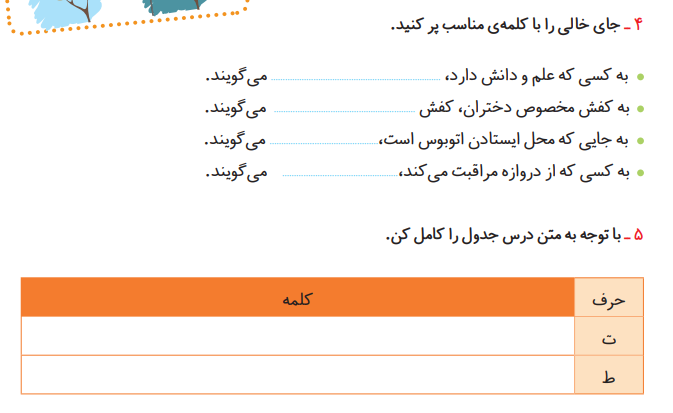 ۴ ـ جای خالی را با کلمه‌ی مناسب پر کنید.
● به کسی که علم و دانش دارد، .................... می‌گویند.
● به کفش مخصوص دختران، کفش .................... می‌گویند.
● به جایی که محل ایستادن اتوبوس است، .................... می‌گویند.
● به کسی که از دروازه مراقبت می‌کند، .................... می‌گویند.
۵ ـ با توجه به متن درس جدول را کامل کن.
حرف کلمه
ت
ط